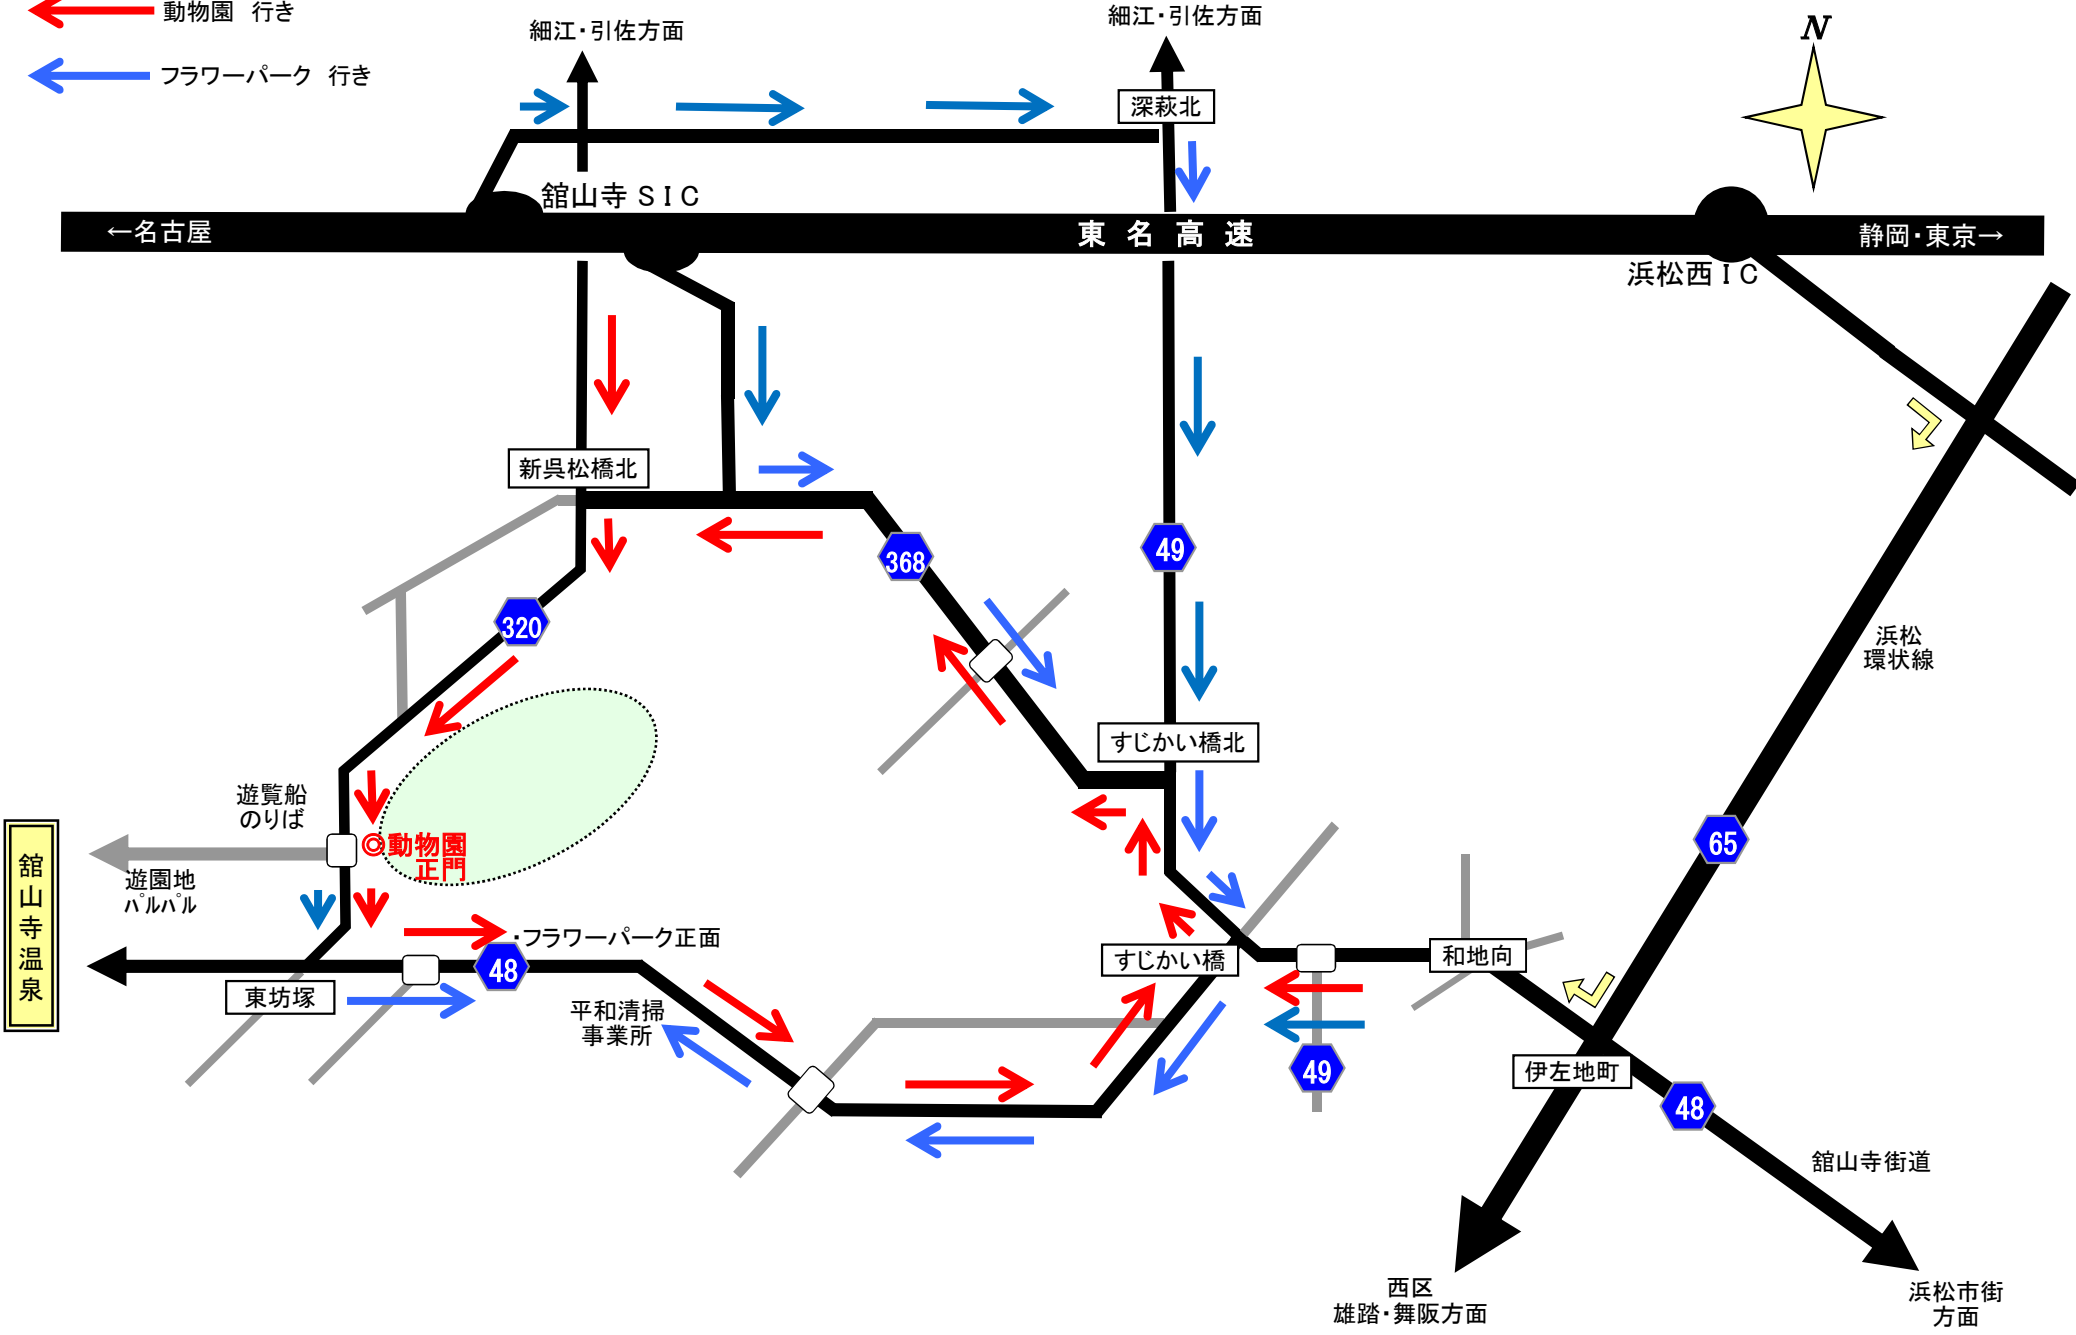 動物園　行き
フラワーパーク　行き
細江・引佐方面
細江・引佐方面
N
深萩北
舘山寺ＳＩＣ
←名古屋
東名高速
静岡・東京→
浜松西ＩＣ
新呉松橋北
368
49
320
浜松
環状線
すじかい橋北
遊覧船
のりば
◎動物園
正門
65
舘山寺温泉
遊園地
ﾊﾟﾙﾊﾟﾙ
・フラワーパーク正面
48
すじかい橋
和地向
東坊塚
平和清掃
事業所
49
伊左地町
48
舘山寺街道
西区
雄踏・舞阪方面
浜松市街
方面